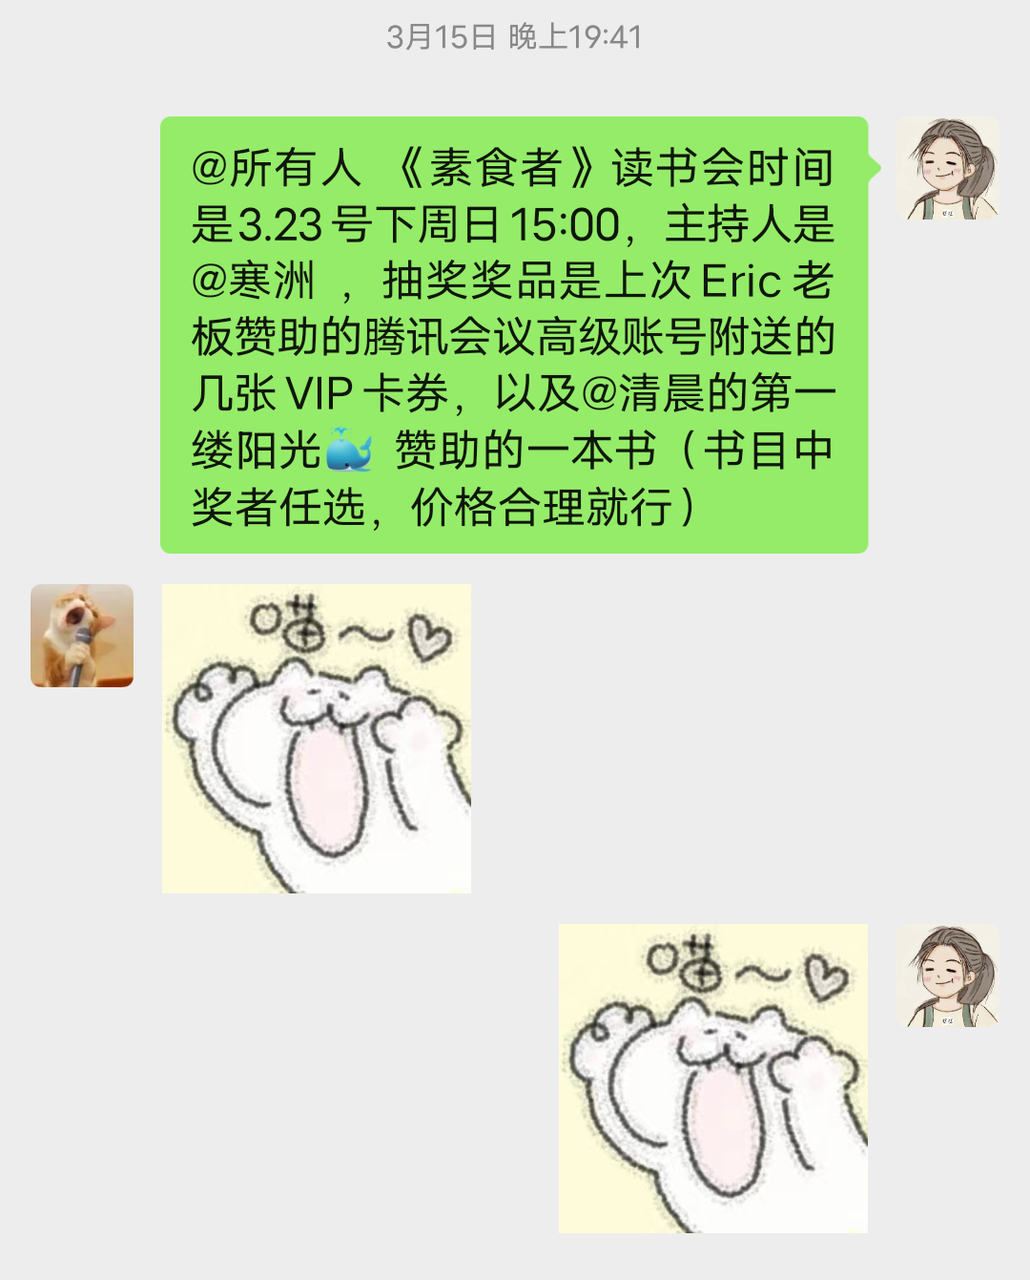 3月15日 晚上19:41
@所有人 《素食者》读书会时间
是3.23号下周日15:00，主持人是
@寒洲 ，抽奖奖品是上次Eric老
板赞助的腾讯会议高级账号附送的
几张VIP卡券，以及@清晨的第一
缕阳光🐳 赞助的一本书（书目中
奖者任选，价格合理就行）
喵～♡
喵～♡